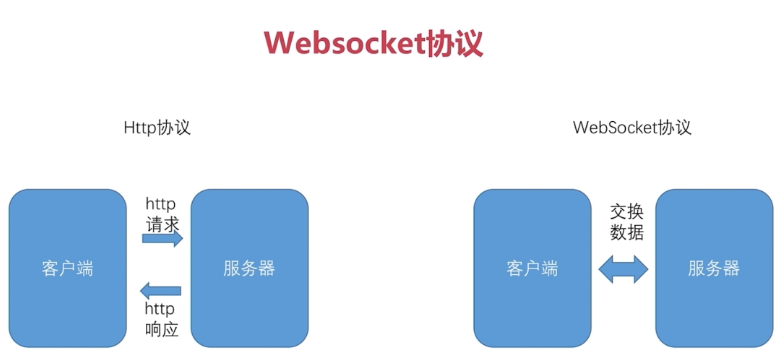 Websocket协议
Http协议
WebSocket协议
客户端
http
请求
http
响应
服务器
客户端
交换
数据
服务器